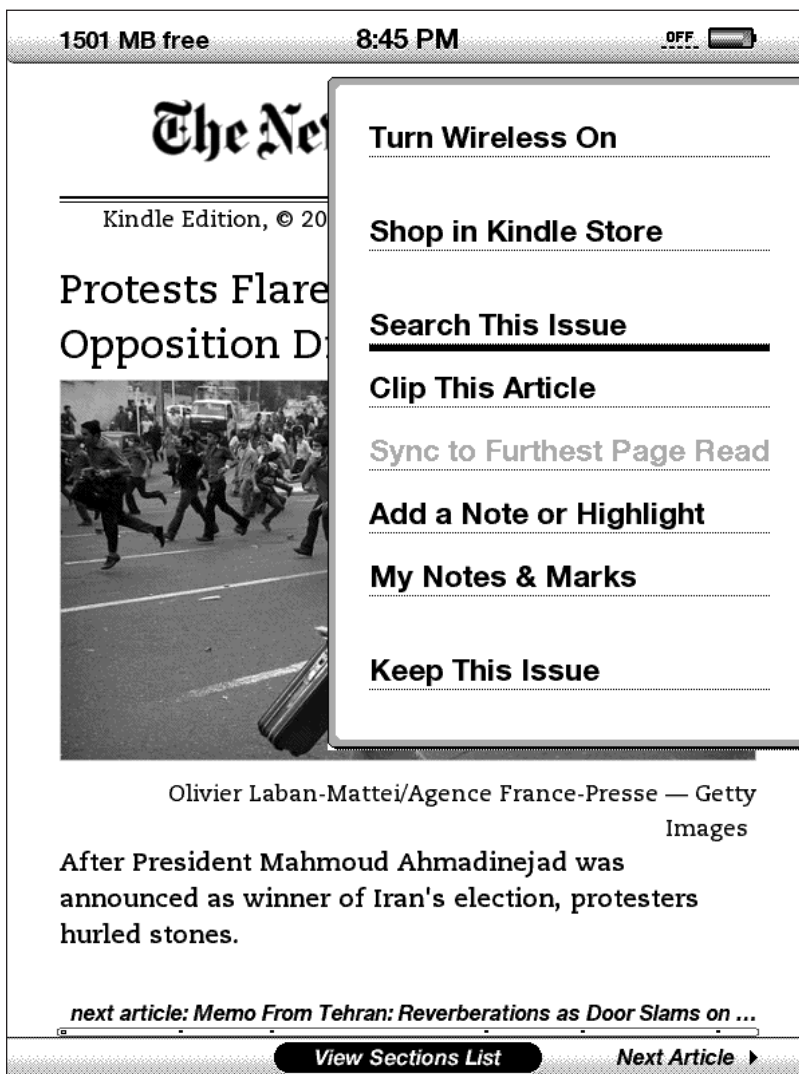 1501 MB free
8:45 PM
OFF
The Ne
Kindle Edition, © 20
Protests Flare
Opposition D
Turn Wireless On
Shop in Kindle Store
Search This Issue
Clip This Article
Sync to Furthest Page Read
Add a Note or Highlight
My Notes & Marks
Keep This Issue
Olivier Laban-Mattei/Agence France-Presse — Getty
Images
After President Mahmoud Ahmadinejad was
announced as winner of Iran's election, protesters
hurled stones.
next article: Memo From Tehran: Reverberations as Door Slams on ...
View Sections List
Next Article